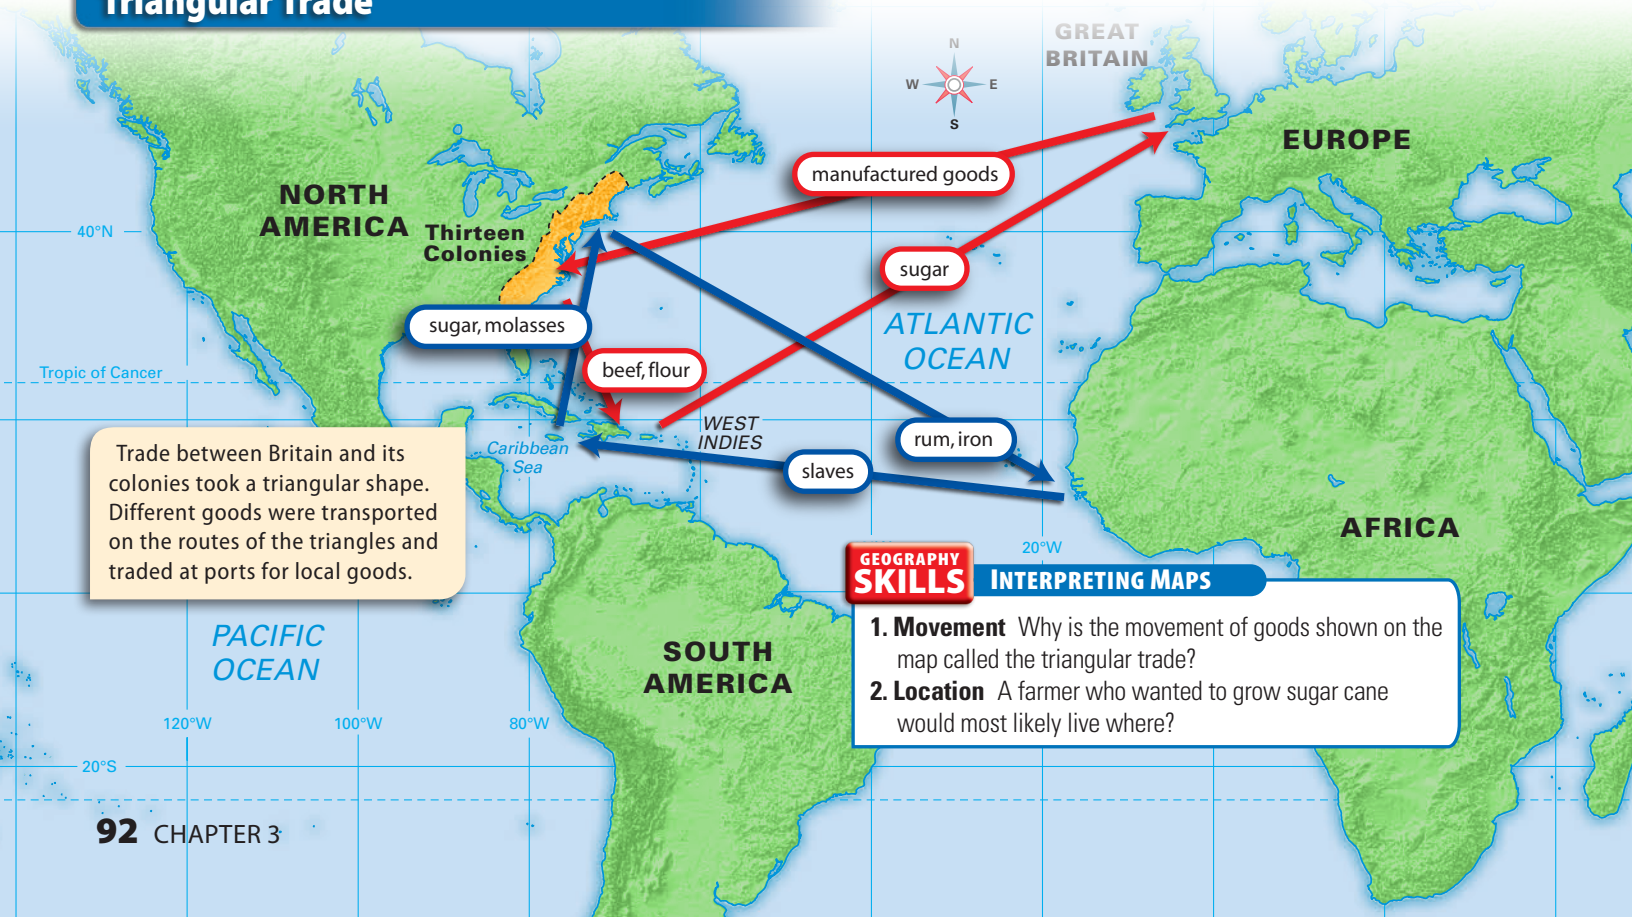 Triangular Trade
GREAT
BRITAIN
N
W
E
S
EUROPE
manufactured goods
NORTH
AMERICA
Thirteen
Colonies
40°N
sugar
sugar, molasses
ATLANTIC
OCEAN
beef, flour
Tropic of Cancer
WEST
INDIES
rum, iron
Caribbean
Sea
slaves
Trade between Britain and its
colonies took a triangular shape.
Different goods were transported
on the routes of the triangles and
traded at ports for local goods.
AFRICA
20°W
GEOGRAPHY
SKILLS
INTERPRETING MAPS
1. Movement Why is the movement of goods shown on the
map called the triangular trade?
2. Location A farmer who wanted to grow sugar cane
would most likely live where?
PACIFIC
OCEAN
SOUTH
AMERICA
120°W
100°W
80°W
20°S
92 CHAPTER 3